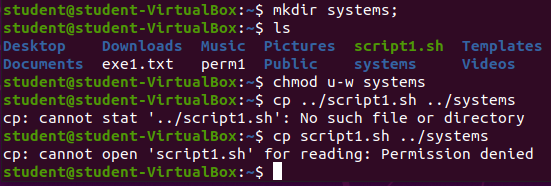 student@student-VirtualBox:~$ mkdir systems;
student@student-VirtualBox:~$ ls
Desktop    Downloads  Music  Pictures  script1.sh  Templates
Documents  exe1.txt   perm1  Public    systems     Videos
student@student-VirtualBox:~$ chmod u-w systems
student@student-VirtualBox:~$ cp ../script1.sh ../systems
cp: cannot stat '../script1.sh': No such file or directory
student@student-VirtualBox:~$ cp script1.sh ../systems
cp: cannot open 'script1.sh' for reading: Permission denied
student@student-VirtualBox:~$